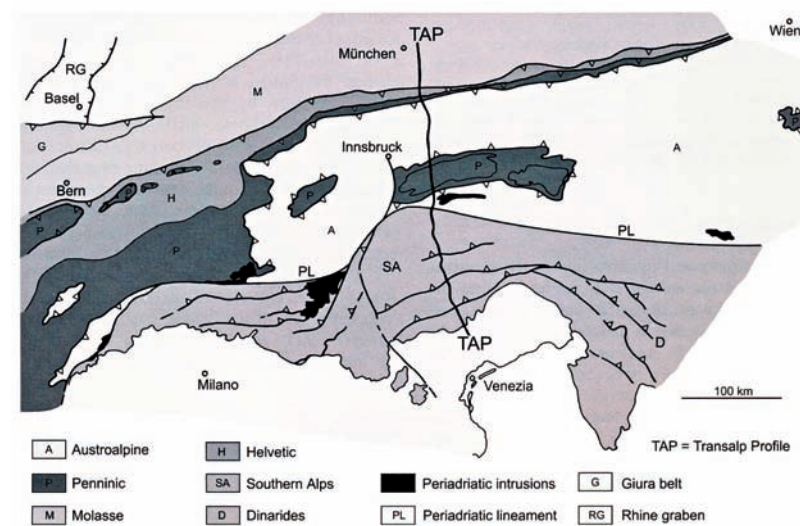 TAP
Wien
München
RG
Basel
M
G
Innsbruck
A
P
P
P
Bern
P
H
P
A
PL
P
PL
SA
TAP
D
Milano
Venezia
100 km
TAP = Transalp Profile
A Austroalpine
H Helvetic
P Penninic
SA Southern Alps
Periadriatic intrusions
G Giura belt
M Molasse
D Dinarides
PL Periadriatic lineament
RG Rhine graben